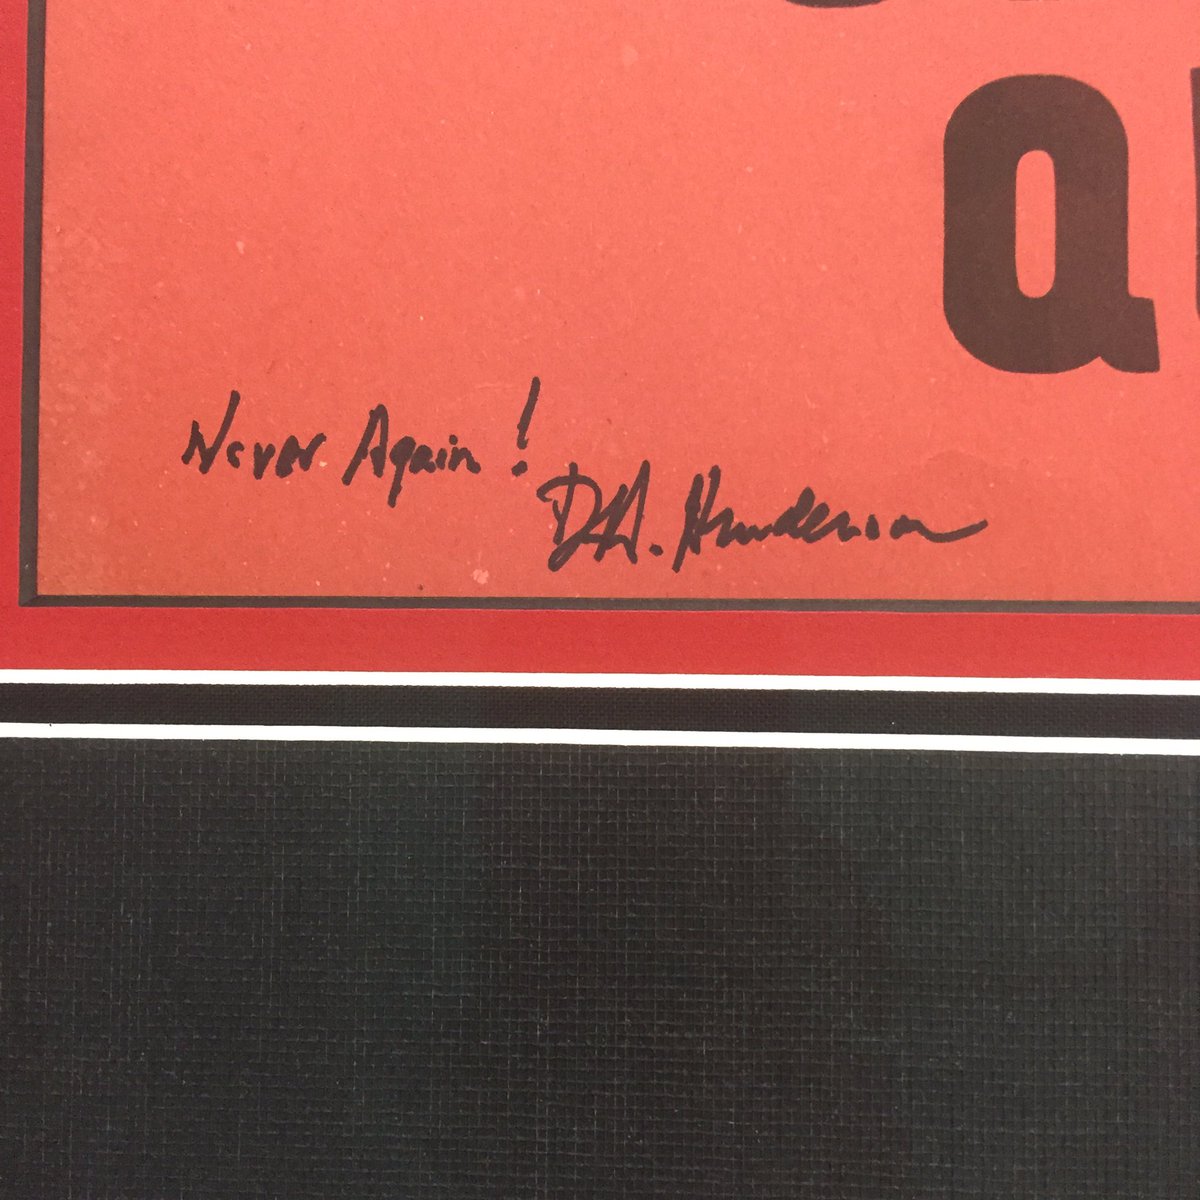 Q
Never Again!
D.A. Henderson